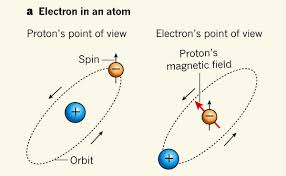 a Electron in an atom
Proton's point of view
Electron's point of view
Spin
Proton's
magnetic field
−
+
Orbit
−
+